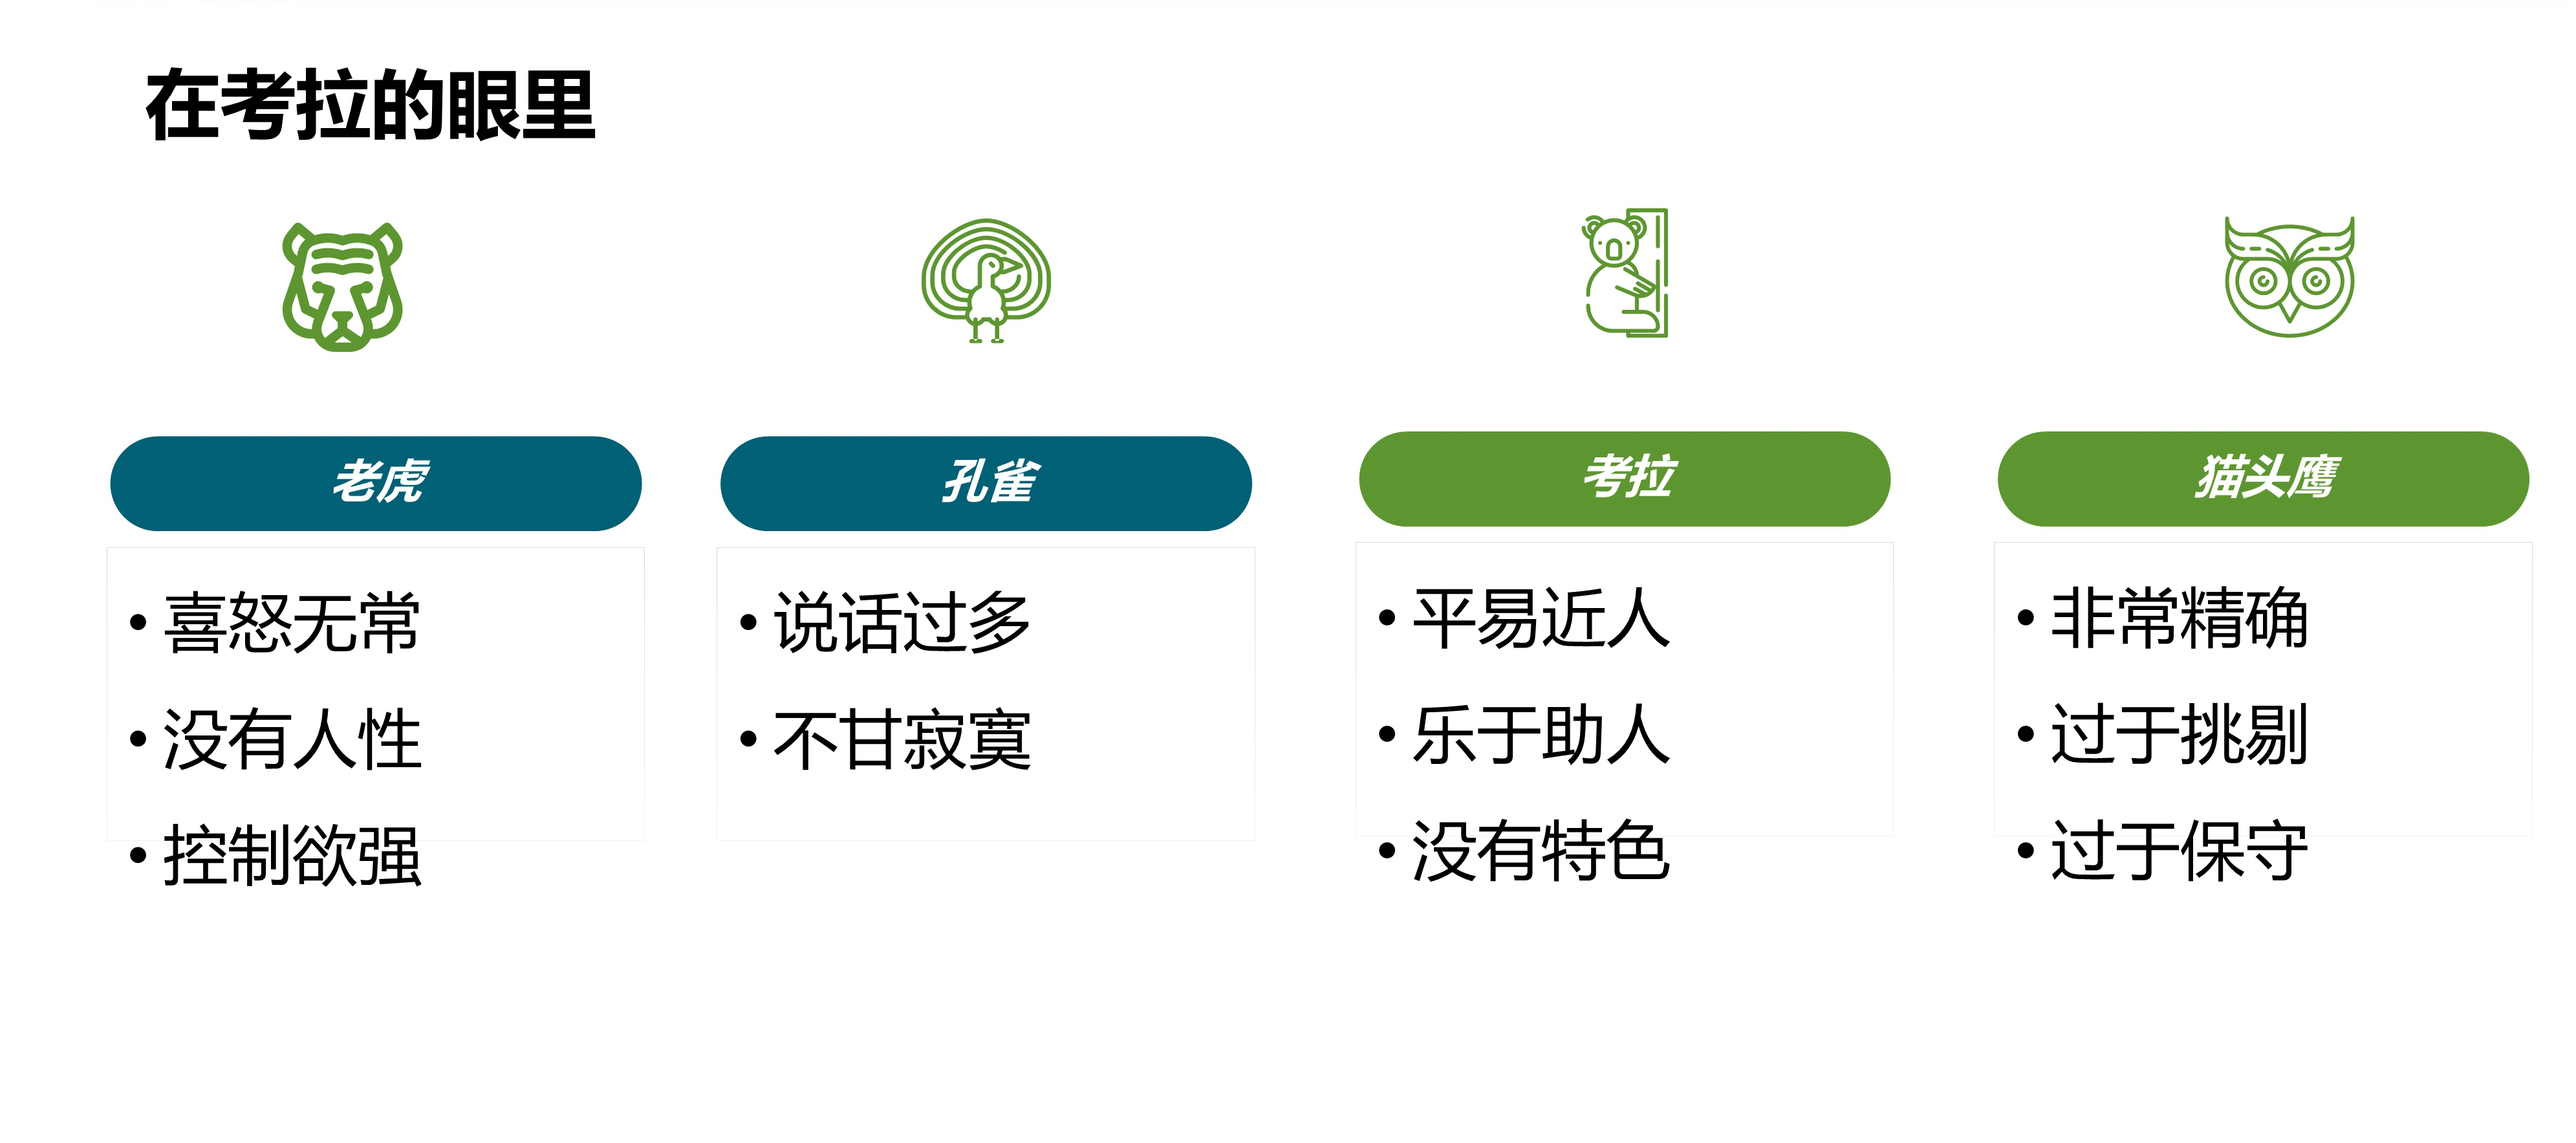 在考拉的眼里
老虎
• 喜怒无常
• 没有人性
• 控制欲强
孔雀
• 说话过多
• 不甘寂寞
考拉
• 平易近人
• 乐于助人
• 没有特色
猫头鹰
• 非常精确
• 过于挑剔
• 过于保守